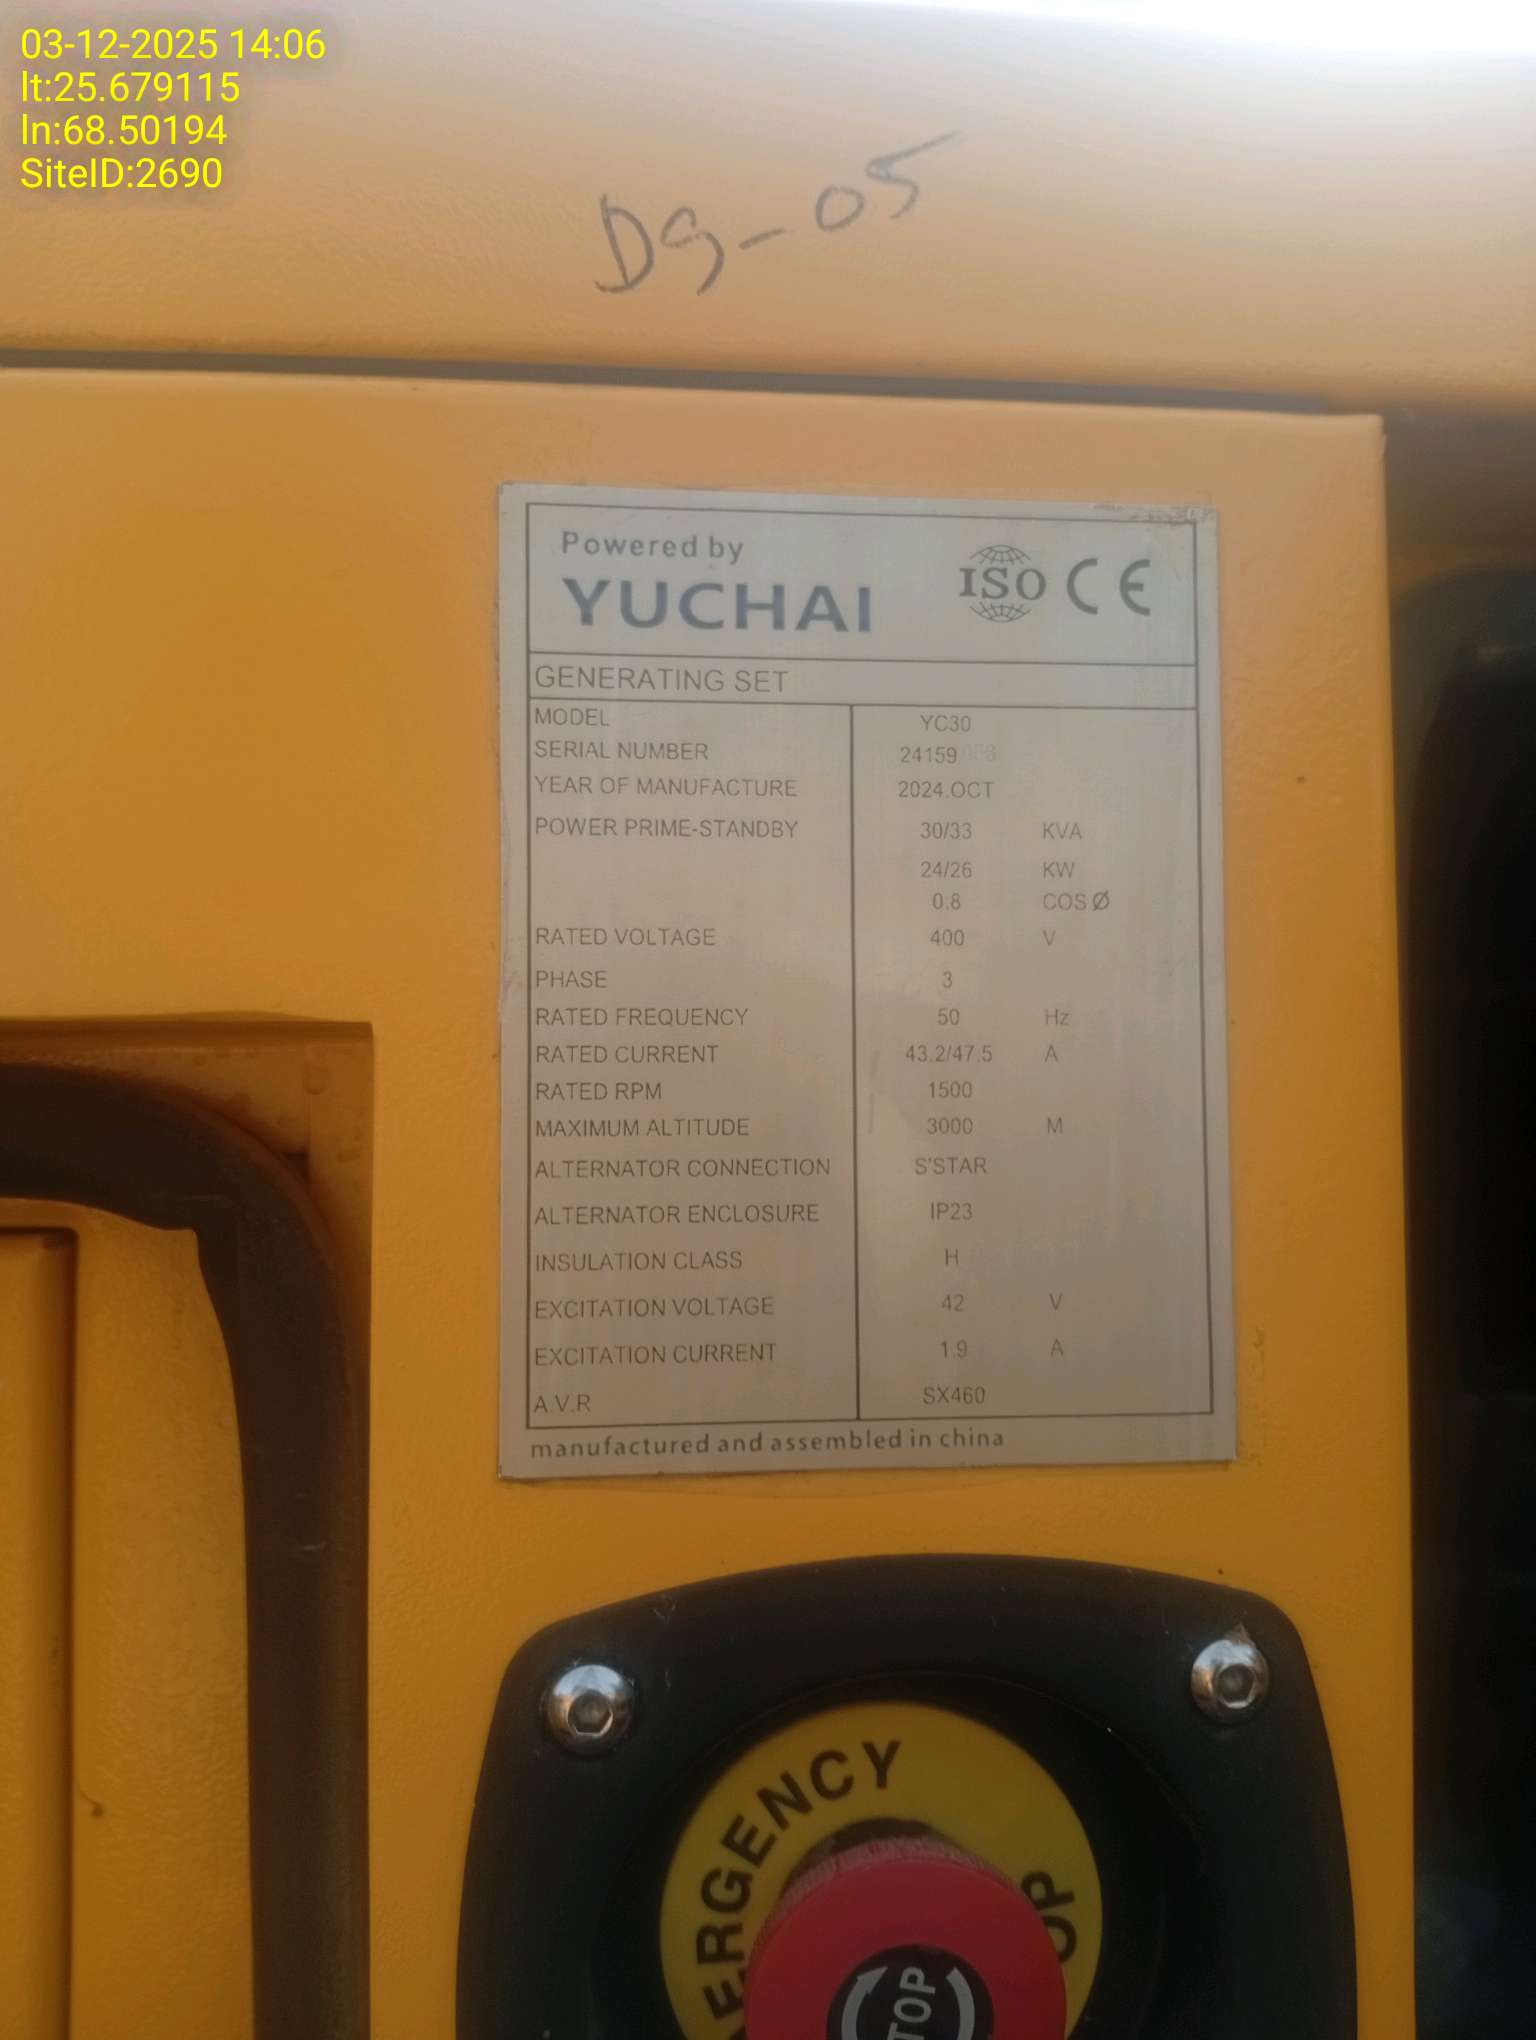 03-12-2025 14:06
lt:25.679115
ln:68.50194
SiteID:2690
DG-05
Powered by
YUCHAI
ISO CE
GENERATING SET
MODEL YC30
SERIAL NUMBER 24159
YEAR OF MANUFACTURE 2024.OCT
POWER PRIME-STANDBY 30/33 KVA
24/26 KW
0.8 COS Ø
RATED VOLTAGE 400 V
PHASE 3
RATED FREQUENCY 50 Hz
RATED CURRENT 43.2/47.5 A
RATED RPM 1500
MAXIMUM ALTITUDE 3000 M
ALTERNATOR CONNECTION S'STAR
ALTERNATOR ENCLOSURE IP23
INSULATION CLASS H
EXCITATION VOLTAGE 42 V
EXCITATION CURRENT 1.9 A
A.V.R SX460
manufactured and assembled in china
ERGENCY
OP
TOP